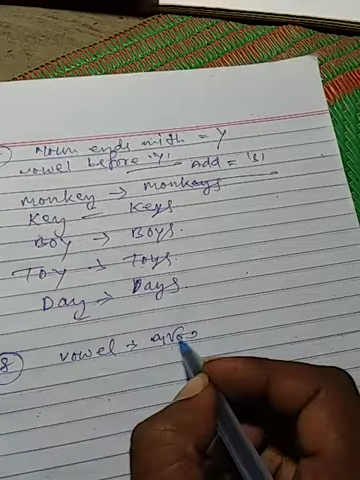 Noun ends with = y
vowel before 'y' — Add = 's'
monkey → monkeys
Key — Keys
Boy → Boys.
Toy → Toys.
Day → Days.
8 vowel →